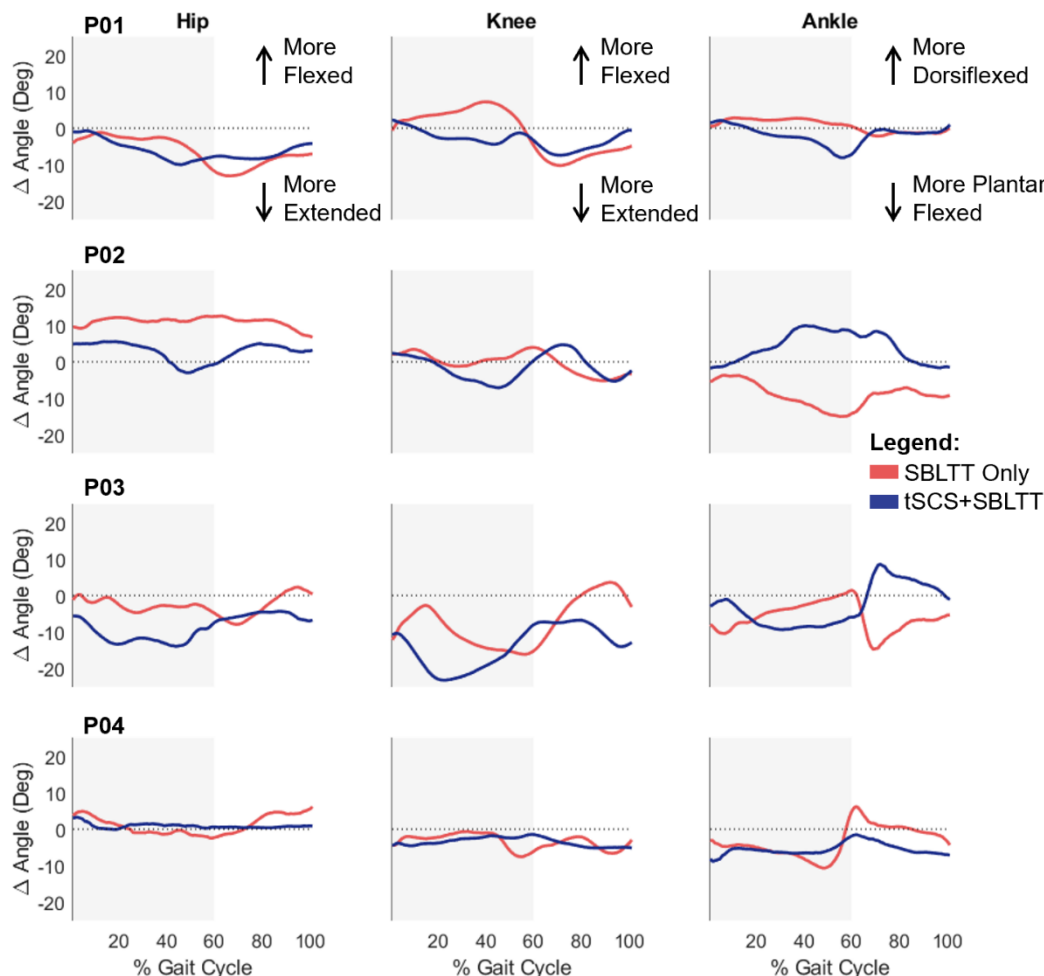 P01
Hip
Knee
Ankle
Δ Angle (Deg)
20
10
0
-10
-20
More
Flexed
More
Extended
More
Flexed
More
Extended
More
Dorsiflexed
More Plantar
Flexed
P02
Δ Angle (Deg)
20
10
0
-10
-20
Legend:
SBLTT Only
tSCS+SBLTT
P03
Δ Angle (Deg)
20
10
0
-10
-20
P04
Δ Angle (Deg)
20
10
0
-10
-20
20 40 60 80 100
20 40 60 80 100
20 40 60 80 100
% Gait Cycle
% Gait Cycle
% Gait Cycle